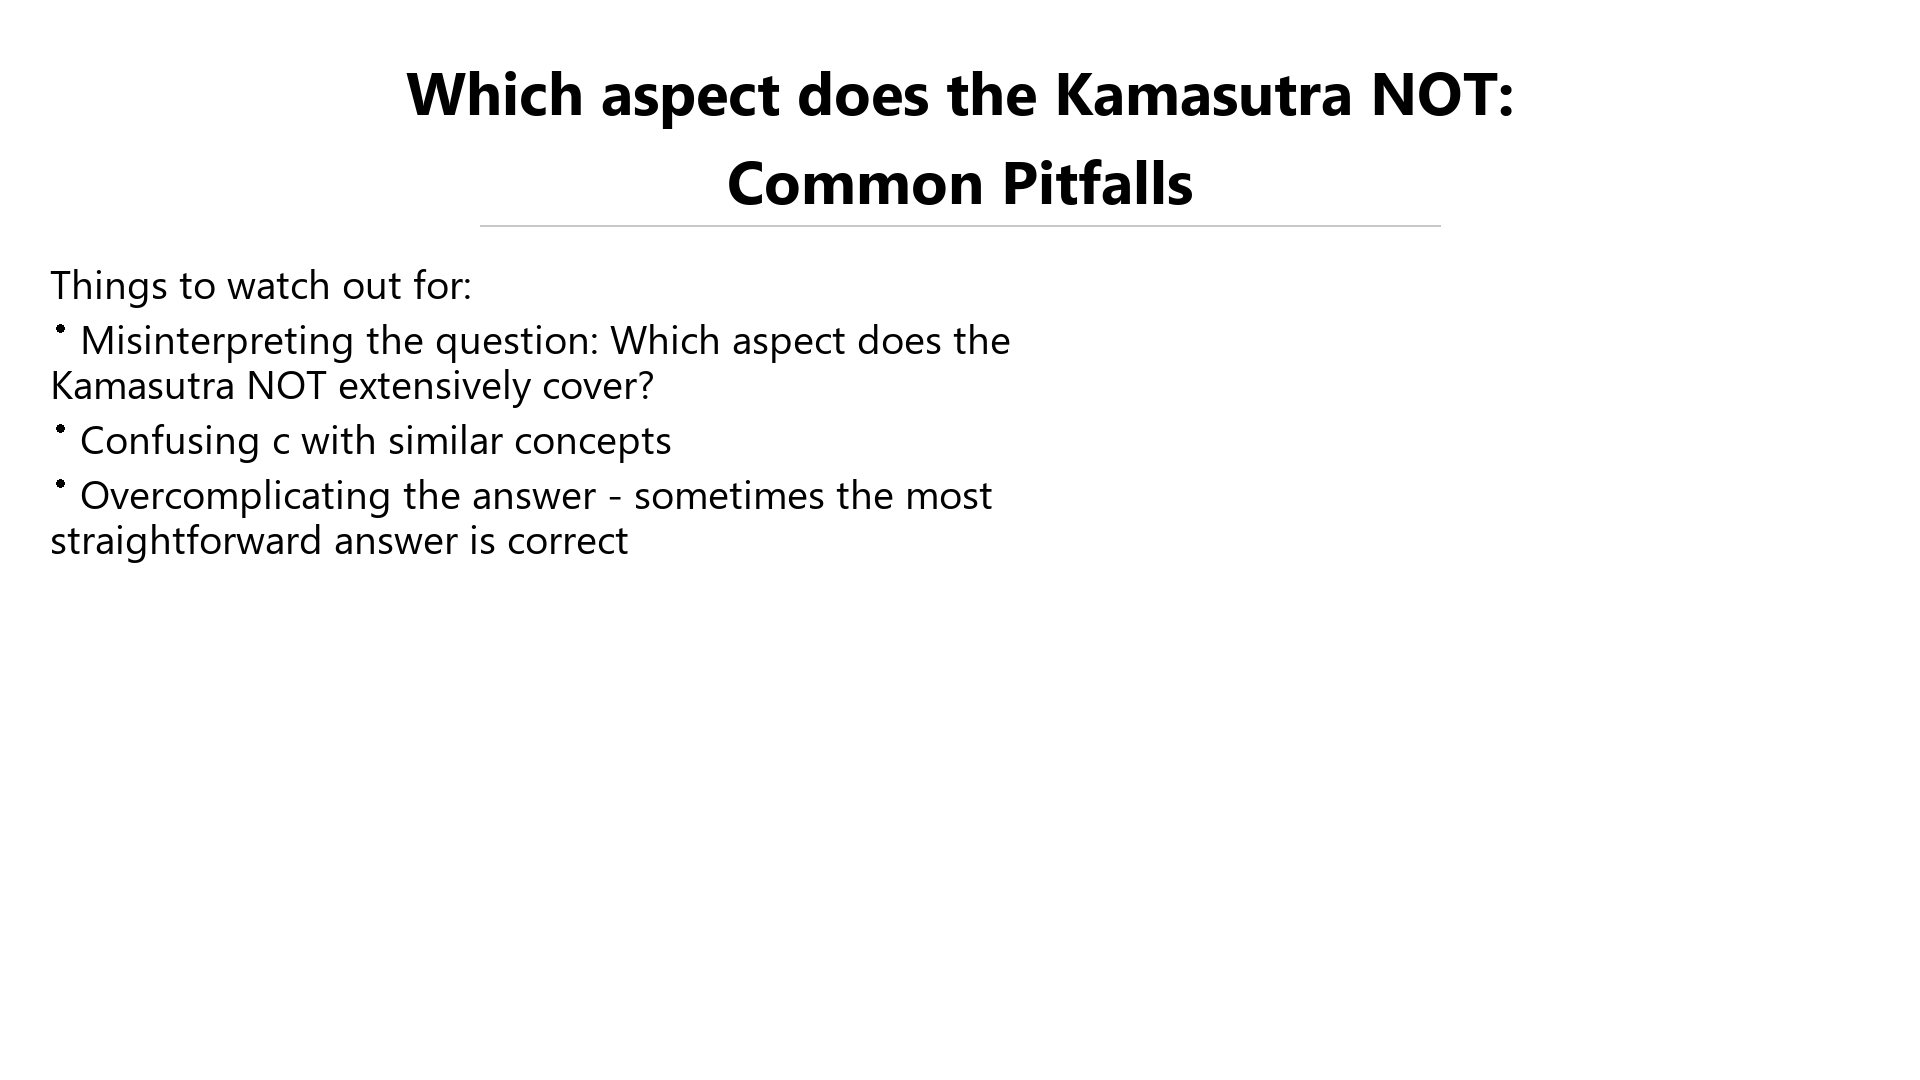 Which aspect does the Kamasutra NOT:
Common Pitfalls
Things to watch out for:
• Misinterpreting the question: Which aspect does the
Kamasutra NOT extensively cover?
• Confusing c with similar concepts
• Overcomplicating the answer - sometimes the most
straightforward answer is correct